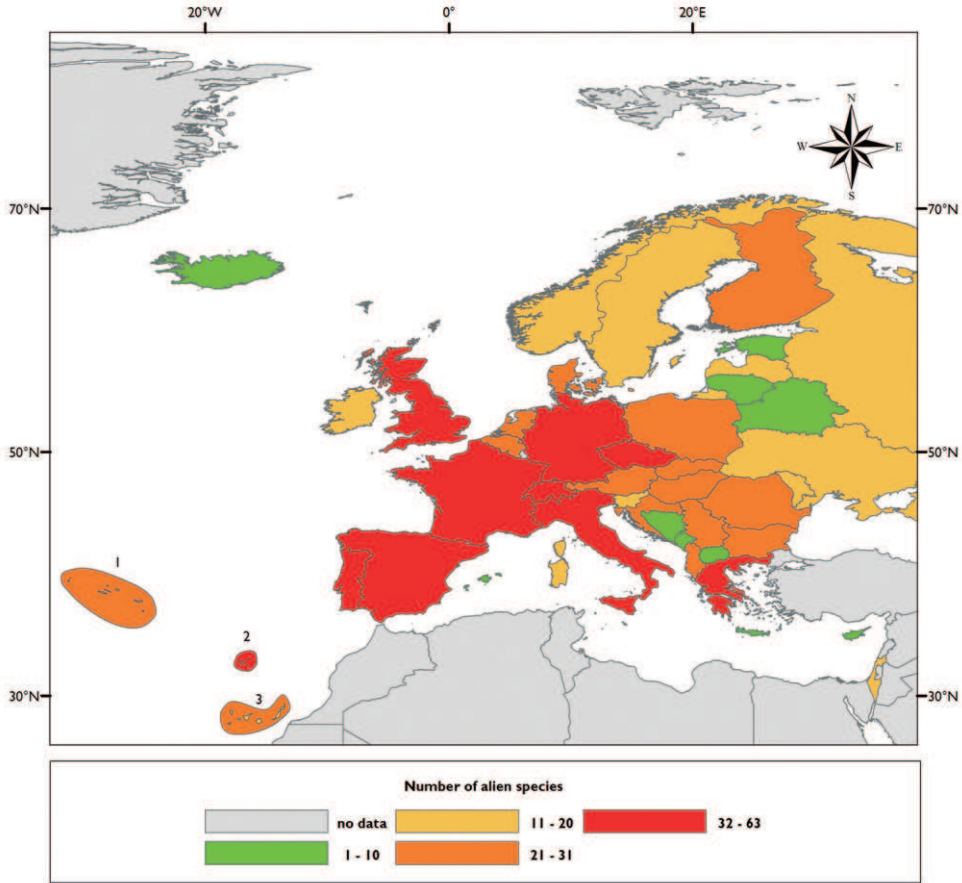 20°W 0° 20°E
N
W E
S
70°N 70°N
50°N 50°N
1
2
30°N 3 30°N
Number of alien species
no data 11 - 20 32 - 63
1 - 10 21 - 31